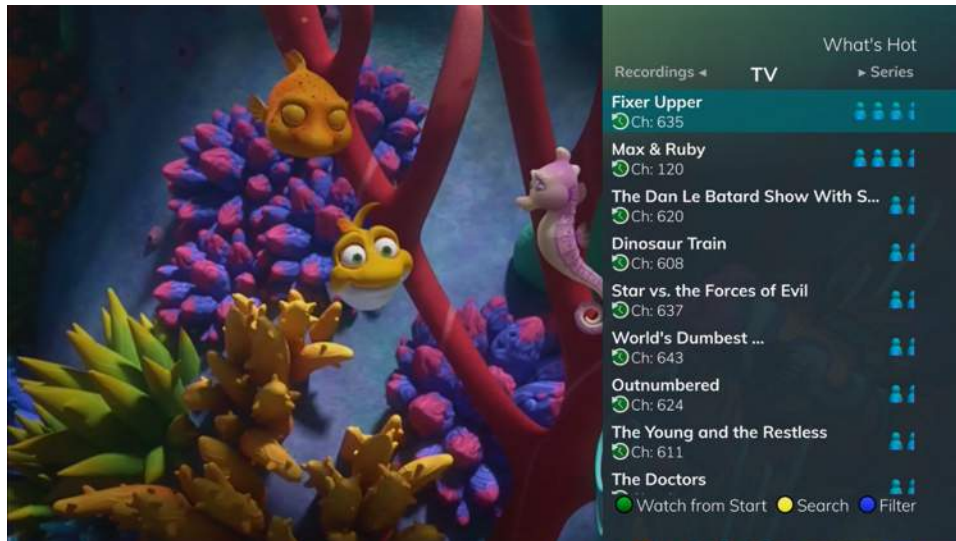 What's Hot
Recordings ◂ TV ▸ Series
Fixer Upper
Ch: 635
Max & Ruby
Ch: 120
The Dan Le Batard Show With S...
Ch: 620
Dinosaur Train
Ch: 608
Star vs. the Forces of Evil
Ch: 637
World's Dumbest ...
Ch: 643
Outnumbered
Ch: 624
The Young and the Restless
Ch: 611
The Doctors
Watch from Start Search Filter